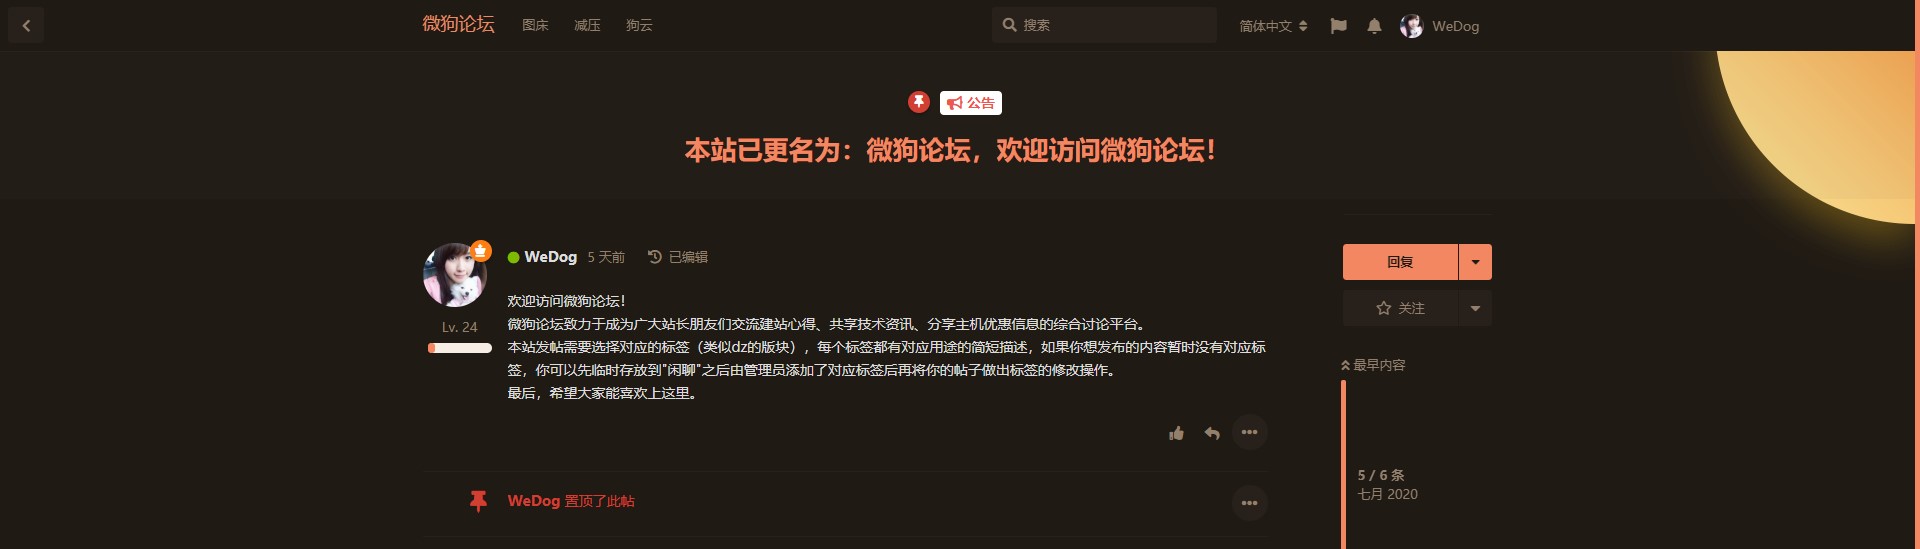 微狗论坛 图床 减压 狗云 搜索 简体中文 WeDog
公告
本站已更名为：微狗论坛，欢迎访问微狗论坛！
WeDog 5 天前 已编辑
Lv. 24
欢迎访问微狗论坛！
微狗论坛致力于成为广大站长朋友们交流建站心得、共享技术资讯、分享主机优惠信息的综合讨论平台。
本站发帖需要选择对应的标签（类似dz的版块），每个标签都有对应用途的简短描述，如果你想发布的内容暂时没有对应标
签，你可以先临时存放到"闲聊"之后由管理员添加了对应标签后再将你的帖子做出标签的修改操作。
最后，希望大家能喜欢上这里。
WeDog 置顶了此帖
回复
关注
最早内容
5 / 6 条
七月 2020